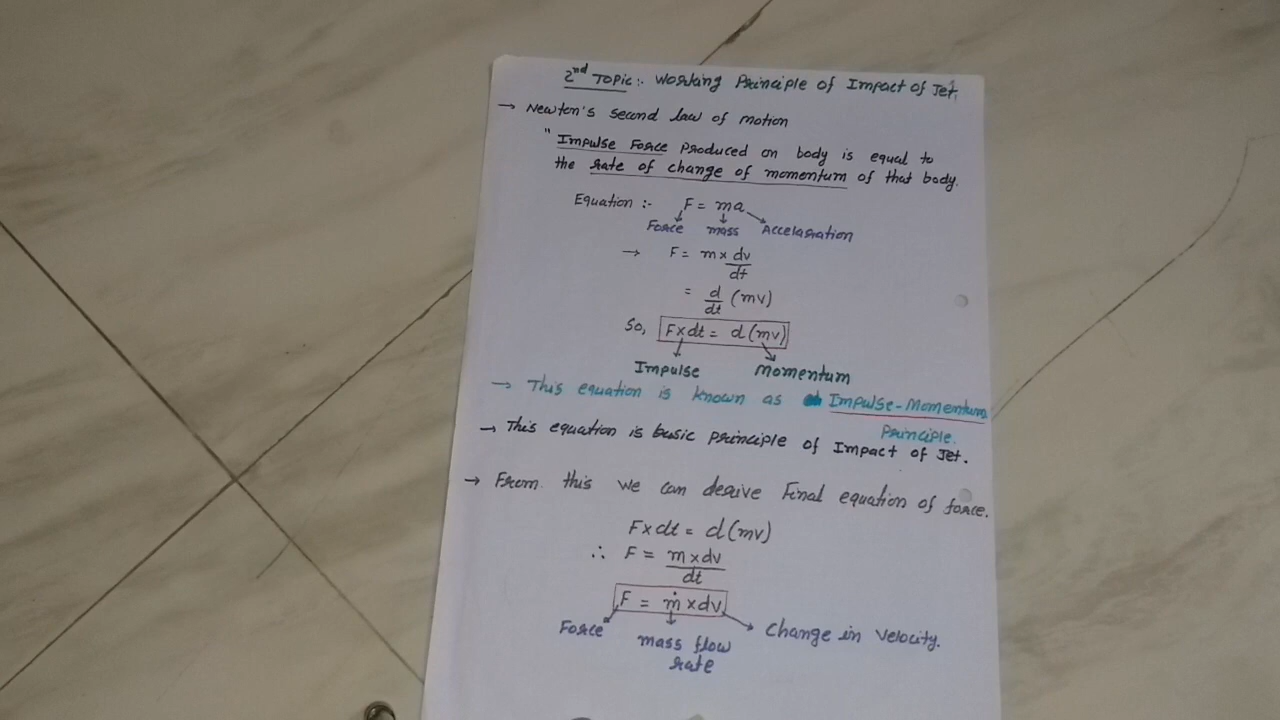 2nd Topic:- Working Principle of Impact of Jet.
→ Newton's second law of motion
"Impulse Force produced on body is equal to
the rate of change of momentum of that body.
Equation :- F = ma
Force mass Accelaration
→ F = m x dv/dt
= d/dt (mv)
So, Fxdt = d(mv)
Impulse Momentum
→ This equation is known as Impulse-Momentum
Principle.
→ This equation is basic principle of Impact of Jet.
→ From this we can derive Final equation of force.
Fxdt = d(mv)
∴ F = m x dv/dt
F = ṁ x dv
Force mass flow rate Change in Velocity.